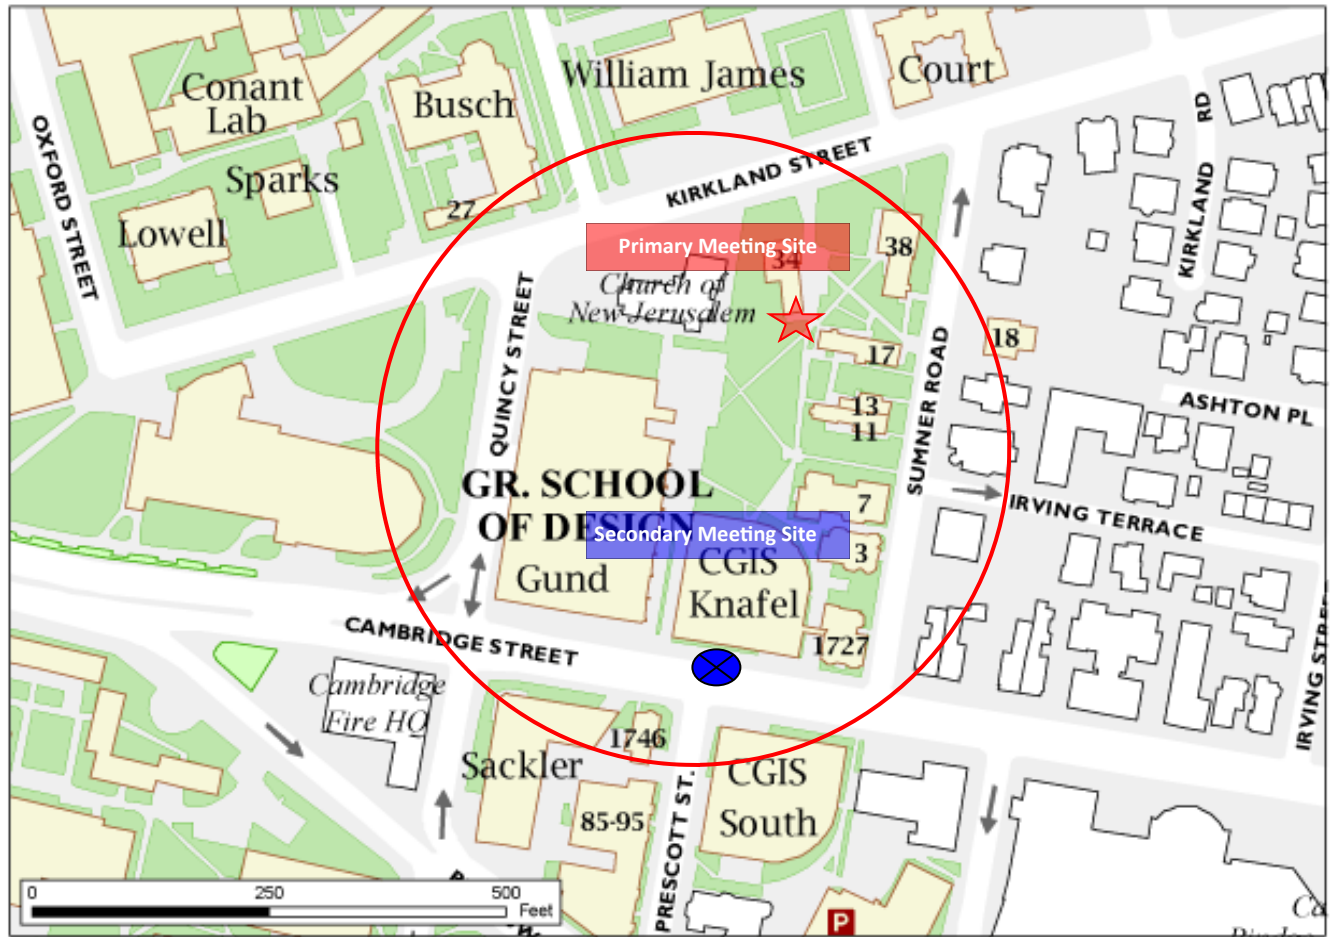 William James
Court
Conant
Lab
Busch
KIRKLAND RD
OXFORD STREET
Sparks
KIRKLAND STREET
27
Lowell
Primary Meeting Site
34
38
Church of
New Jerusalem
QUINCY STREET
18
17
SUMNER ROAD
13
11
ASHTON PL
GR. SCHOOL
OF DESIGN
7
IRVING TERRACE
Secondary Meeting Site
3
CGIS
Knafel
Gund
CAMBRIDGE STREET
1727
Cambridge
Fire HQ
1746
Sackler
CGIS
South
85-95
PRESCOTT ST.
0 250 500
Feet
P